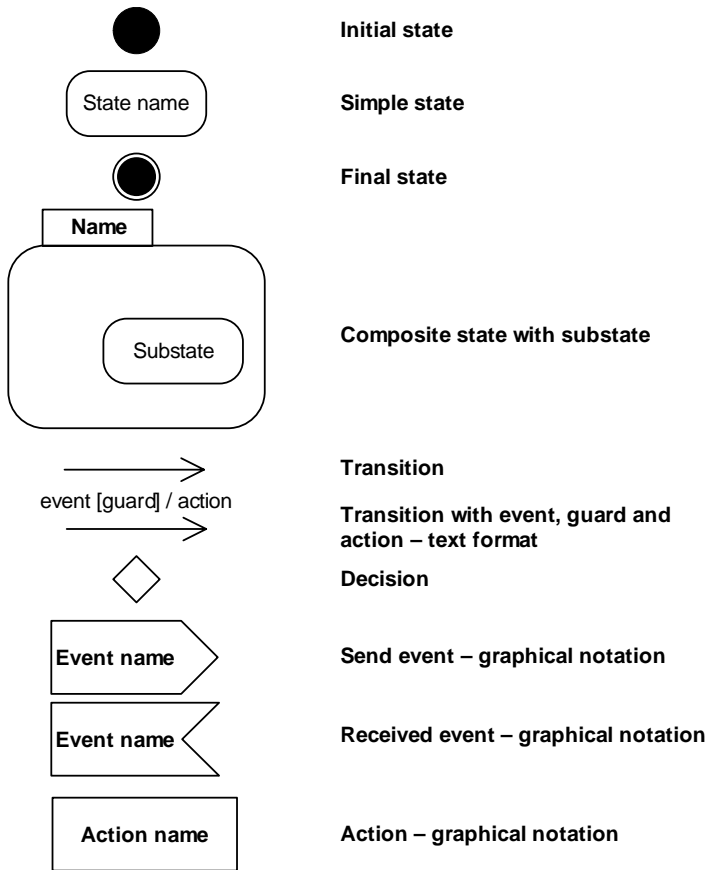 Initial state
State name
Simple state
Final state
Name
Substate
Composite state with substate
Transition
event [guard] / action
Transition with event, guard and
action – text format
Decision
Event name
Send event – graphical notation
Event name
Received event – graphical notation
Action name
Action – graphical notation